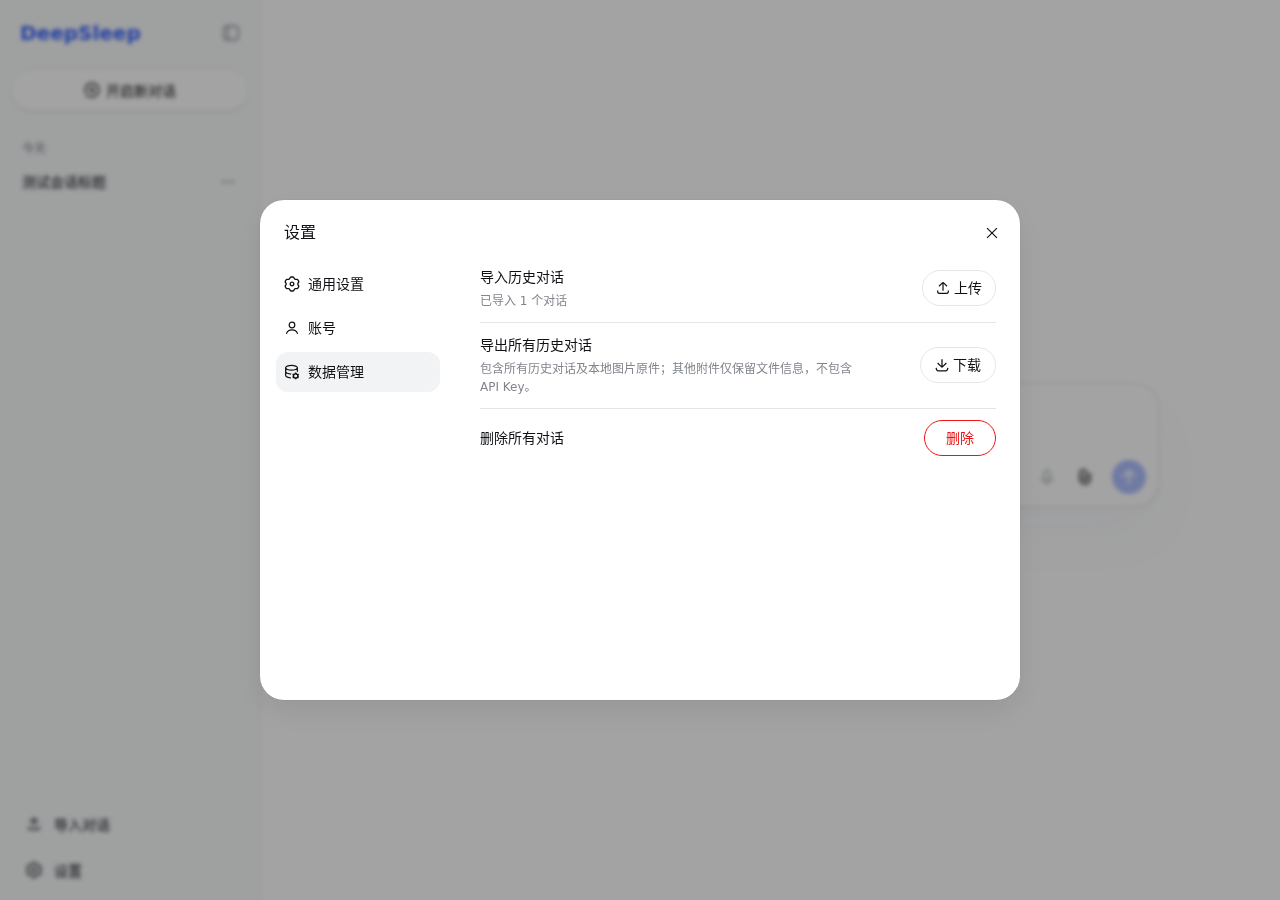 DeepSleep
开启新对话
今天
测试会话标题
设置
通用设置
账号
数据管理
导入历史对话
已导入 1 个对话
上传
导出所有历史对话
包含所有历史对话及本地图片原件；其他附件仅保留文件信息，不包含
API Key。
下载
删除所有对话
删除
导入对话
设置